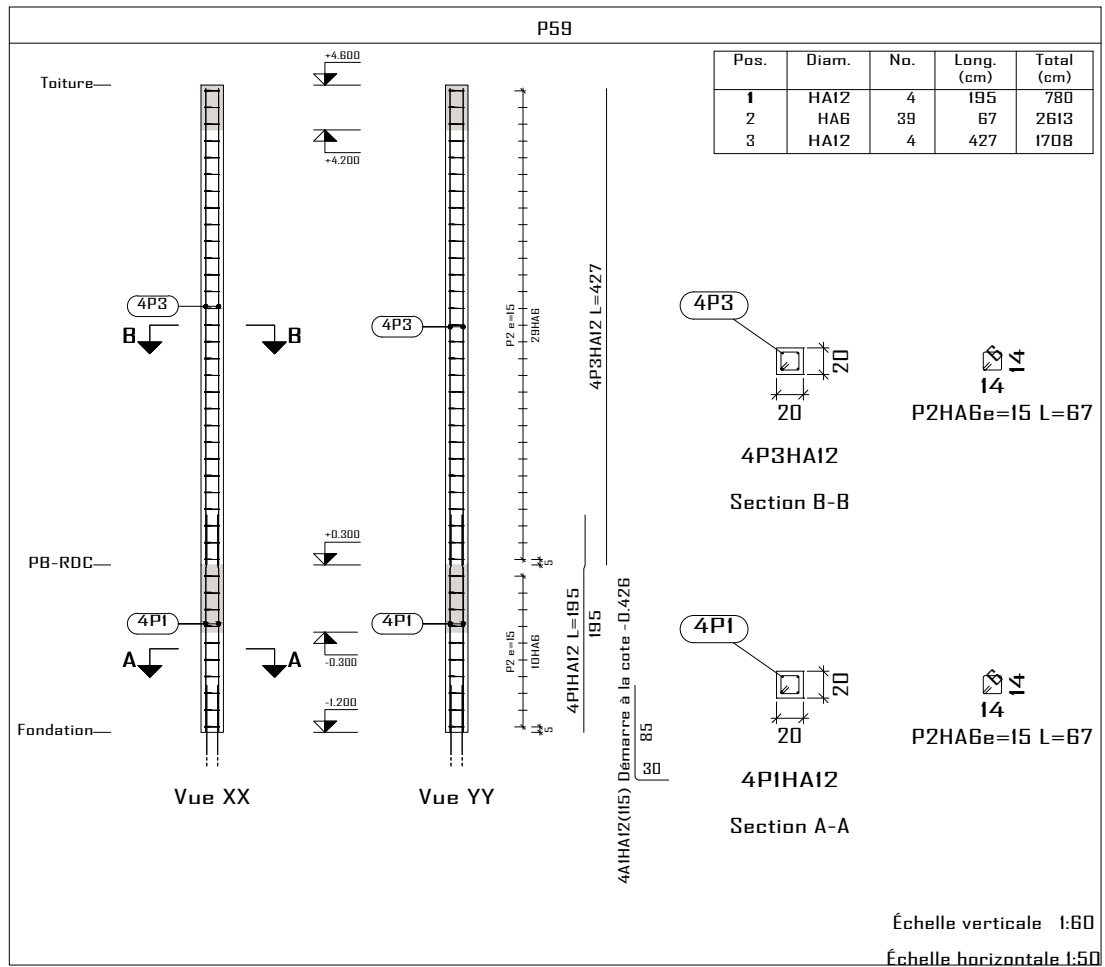 P59
Pos. Diam. No. Long. (cm) Total (cm)
1 HA12 4 195 780
2 HA6 39 67 2613
3 HA12 4 427 1708
Toiture
+4.600
+4.200
4P3
B B
4P3
P2 e=15
29HA6
4P3HA12 L=427
PB-RDC
+0.300
5
4P1
4P1
-0.300
A A
P2 e=15
10HA6
4P1HA12 L=195
195
-1.200
Fondation
5
4A1HA12(115) Démarre à la cote -0.426
85
30
Vue XX
Vue YY
4P3
20
20
4P3HA12
Section B-B
6
14
14
P2HA6e=15 L=67
4P1
20
20
4P1HA12
Section A-A
6
14
14
P2HA6e=15 L=67
Échelle verticale 1:60
Échelle horizontale 1:50